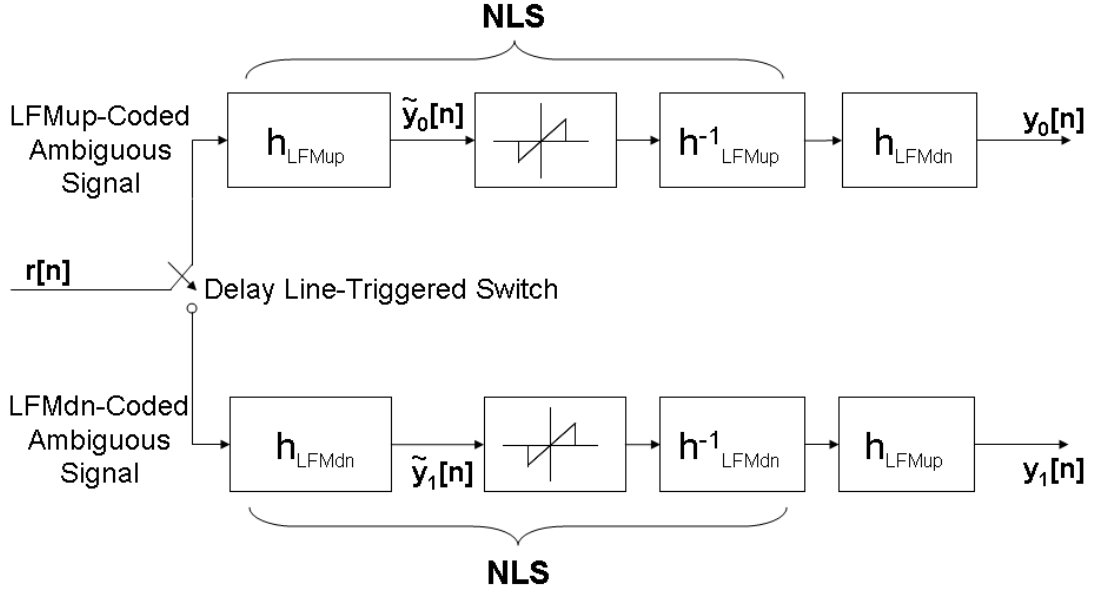 NLS
LFMup-Coded
Ambiguous
Signal
h_LFMup
ỹ₀[n]
h⁻¹_LFMup
h_LFMdn
y₀[n]
r[n]
Delay Line-Triggered Switch
LFMdn-Coded
Ambiguous
Signal
h_LFMdn
ỹ₁[n]
h⁻¹_LFMdn
h_LFMup
y₁[n]
NLS